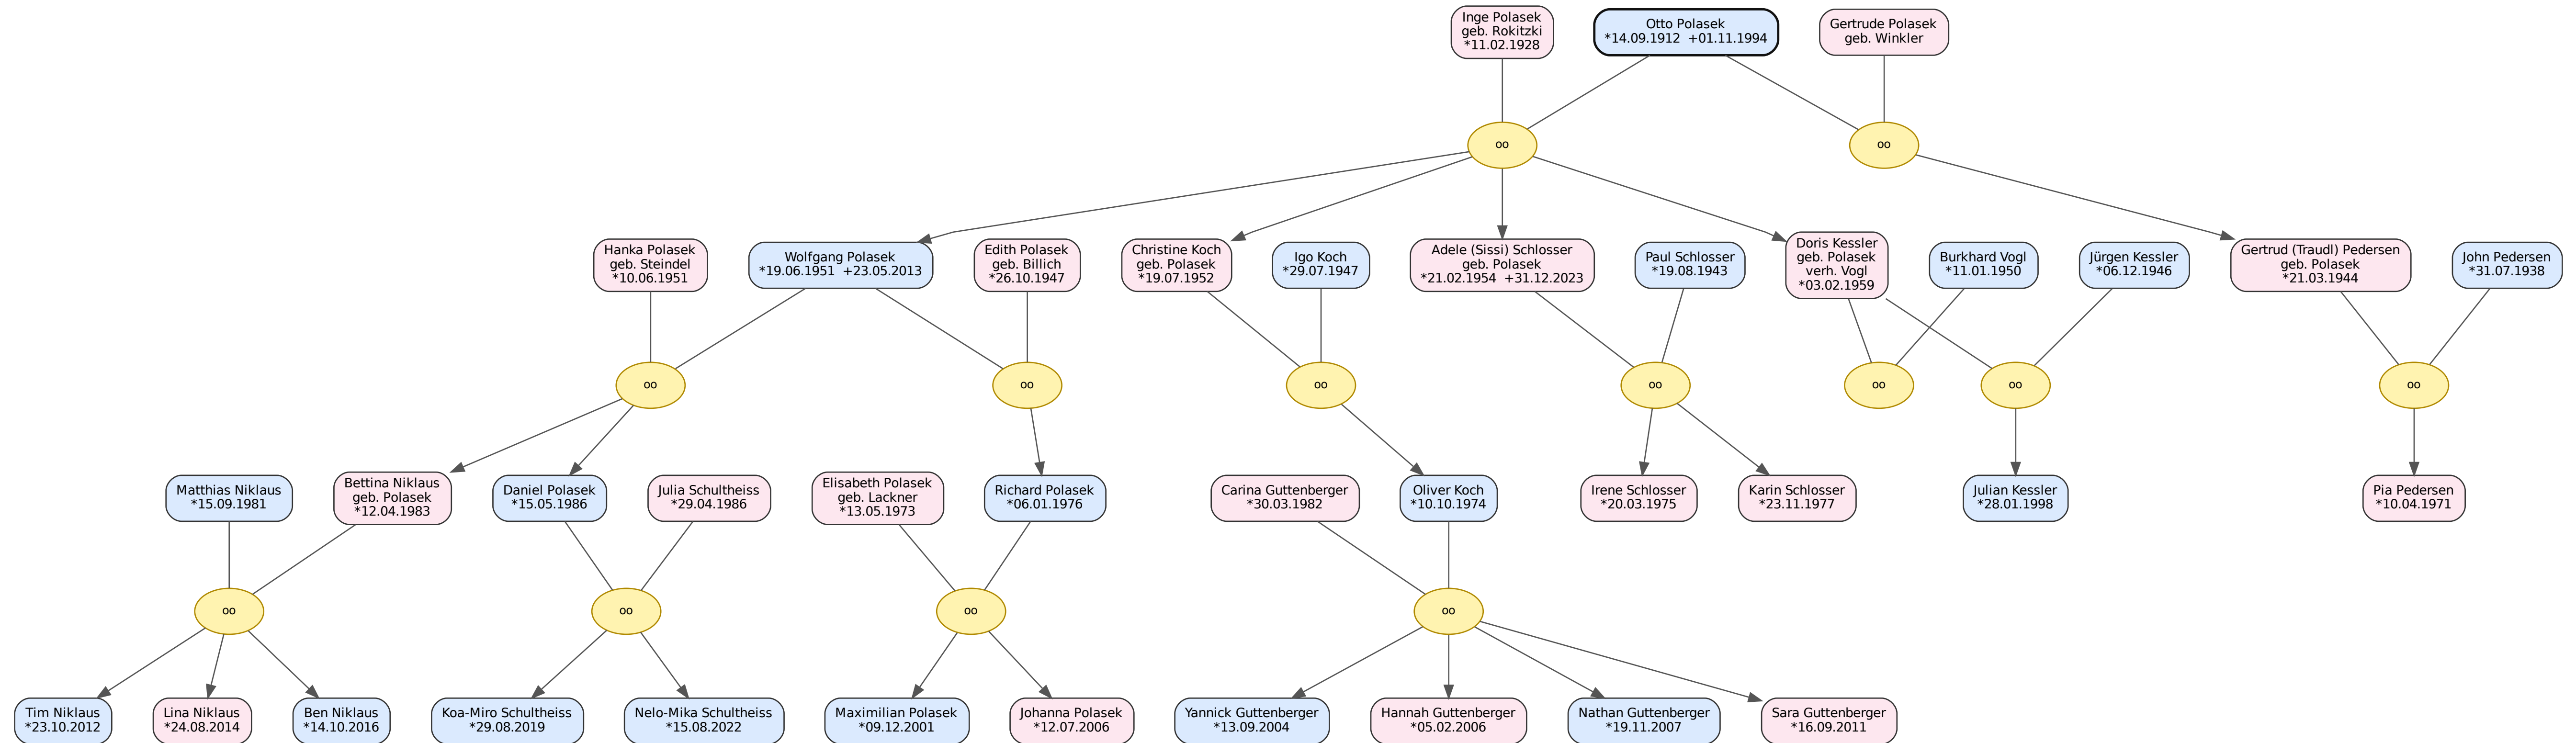 Inge Polasek
geb. Rokitzki
*11.02.1928
Otto Polasek
*14.09.1912  +01.11.1994
Gertrude Polasek
geb. Winkler
oo
oo
Hanka Polasek
geb. Steindel
*10.06.1951
Wolfgang Polasek
*19.06.1951  +23.05.2013
Edith Polasek
geb. Billich
*26.10.1947
Christine Koch
geb. Polasek
*19.07.1952
Igo Koch
*29.07.1947
Adele (Sissi) Schlosser
geb. Polasek
*21.02.1954  +31.12.2023
Paul Schlosser
*19.08.1943
Doris Kessler
geb. Polasek
verh. Vogl
*03.02.1959
Burkhard Vogl
*11.01.1950
Jürgen Kessler
*06.12.1946
Gertrud (Traudl) Pedersen
geb. Polasek
*21.03.1944
John Pedersen
*31.07.1938
oo
oo
oo
oo
oo
oo
oo
Matthias Niklaus
*15.09.1981
Bettina Niklaus
geb. Polasek
*12.04.1983
Daniel Polasek
*15.05.1986
Julia Schultheiss
*29.04.1986
Elisabeth Polasek
geb. Lackner
*13.05.1973
Richard Polasek
*06.01.1976
Carina Guttenberger
*30.03.1982
Oliver Koch
*10.10.1974
Irene Schlosser
*20.03.1975
Karin Schlosser
*23.11.1977
Julian Kessler
*28.01.1998
Pia Pedersen
*10.04.1971
oo
oo
oo
oo
Tim Niklaus
*23.10.2012
Lina Niklaus
*24.08.2014
Ben Niklaus
*14.10.2016
Koa-Miro Schultheiss
*29.08.2019
Nelo-Mika Schultheiss
*15.08.2022
Maximilian Polasek
*09.12.2001
Johanna Polasek
*12.07.2006
Yannick Guttenberger
*13.09.2004
Hannah Guttenberger
*05.02.2006
Nathan Guttenberger
*19.11.2007
Sara Guttenberger
*16.09.2011